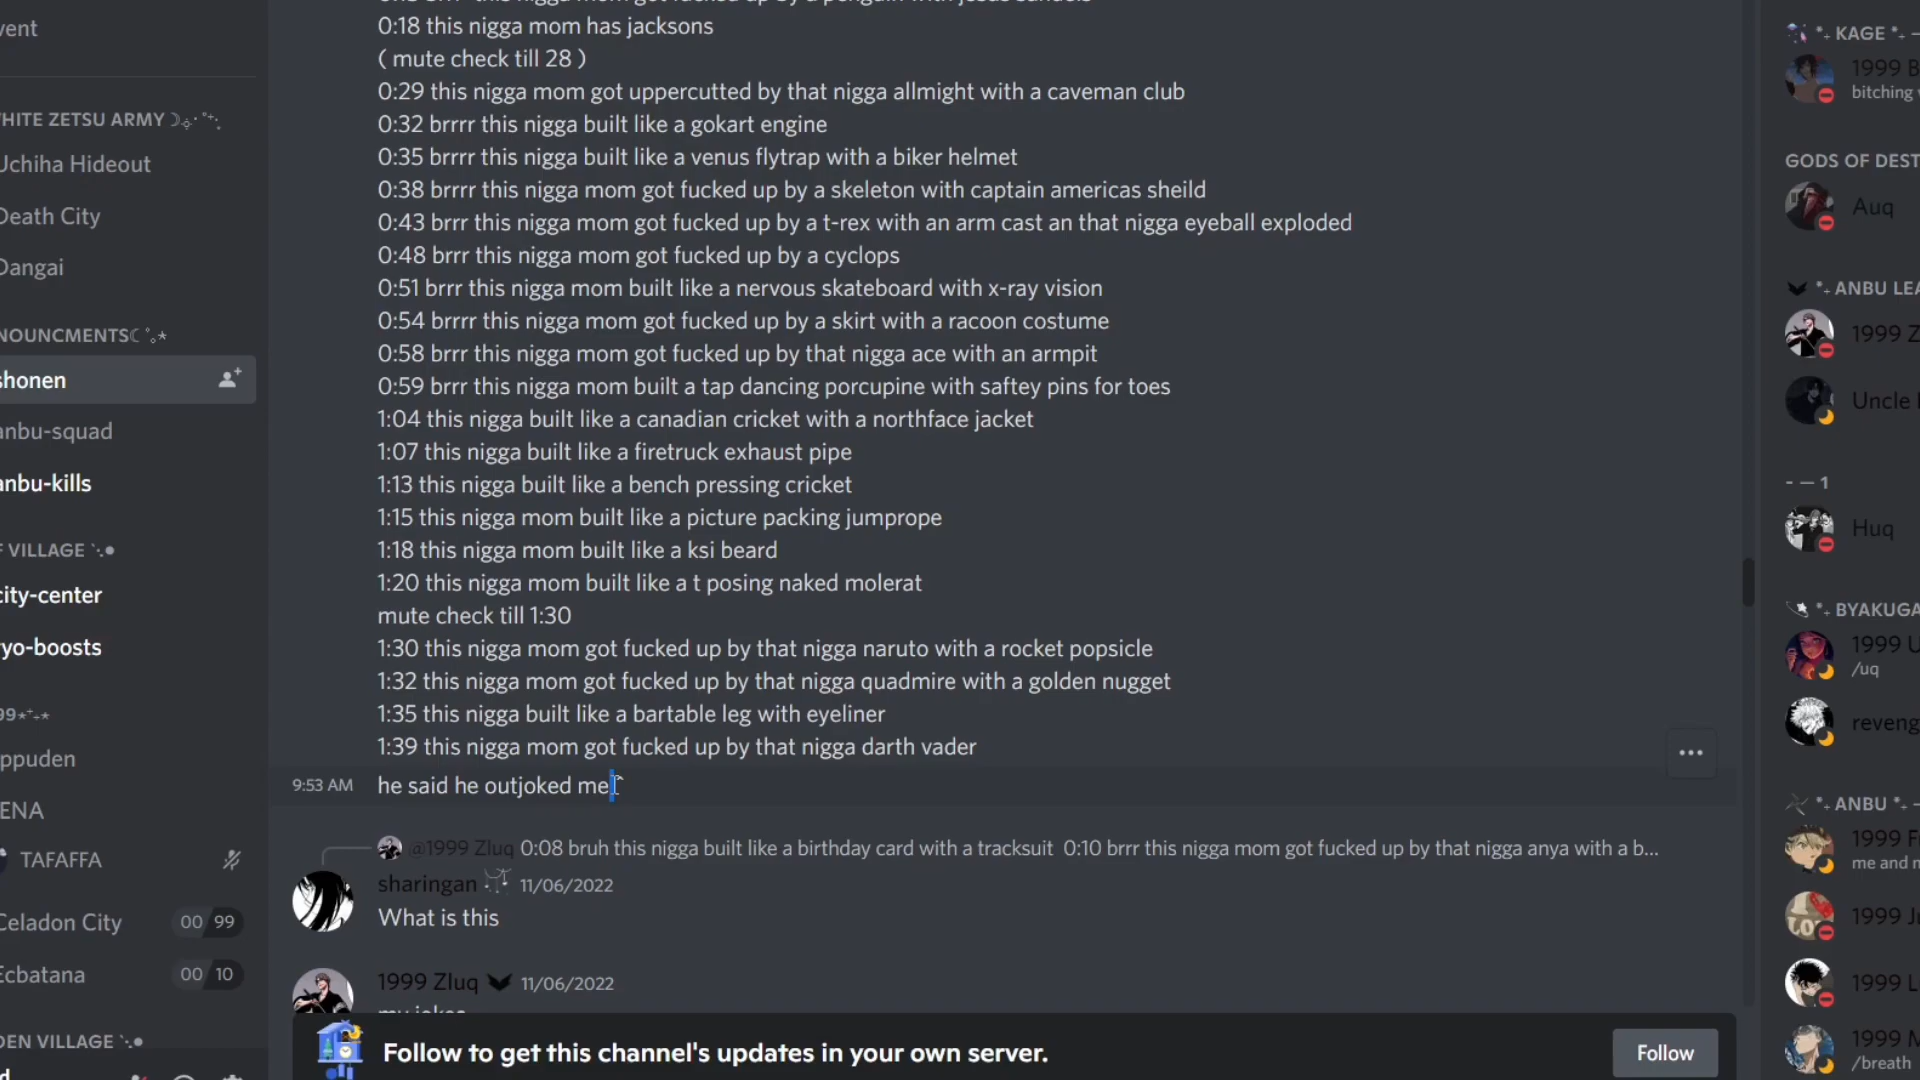 vent
HITE ZETSU ARMY
Uchiha Hideout
Death City
Dangai
NOUNCMENTS
shonen
anbu-squad
anbu-kills
VILLAGE
city-center
yo-boosts
99
ppuden
ENA
TAFAFFA
Celadon City 00 99
Ecbatana 00 10
DEN VILLAGE
0:18 this nigga mom has jacksons
( mute check till 28 )
0:29 this nigga mom got uppercutted by that nigga allmight with a caveman club
0:32 brrrr this nigga built like a gokart engine
0:35 brrrr this nigga built like a venus flytrap with a biker helmet
0:38 brrrr this nigga mom got fucked up by a skeleton with captain americas sheild
0:43 brrr this nigga mom got fucked up by a t-rex with an arm cast an that nigga eyeball exploded
0:48 brrr this nigga mom got fucked up by a cyclops
0:51 brrr this nigga mom built like a nervous skateboard with x-ray vision
0:54 brrrr this nigga mom got fucked up by a skirt with a racoon costume
0:58 brrr this nigga mom got fucked up by that nigga ace with an armpit
0:59 brrr this nigga mom built a tap dancing porcupine with saftey pins for toes
1:04 this nigga built like a canadian cricket with a northface jacket
1:07 this nigga built like a firetruck exhaust pipe
1:13 this nigga built like a bench pressing cricket
1:15 this nigga mom built like a picture packing jumprope
1:18 this nigga mom built like a ksi beard
1:20 this nigga mom built like a t posing naked molerat
mute check till 1:30
1:30 this nigga mom got fucked up by that nigga naruto with a rocket popsicle
1:32 this nigga mom got fucked up by that nigga quadmire with a golden nugget
1:35 this nigga built like a bartable leg with eyeliner
1:39 this nigga mom got fucked up by that nigga darth vader
9:53 AM he said he outjoked me
@1999 Zluq 0:08 bruh this nigga built like a birthday card with a tracksuit 0:10 brrr this nigga mom got fucked up by that nigga anya with a b...
sharingan 11/06/2022
What is this
1999 Zluq 11/06/2022
my jokes
Follow to get this channel's updates in your own server.
Follow
KAGE
1999 B
bitching
GODS OF DEST
Auq
ANBU LEA
1999 Z
Uncle
- — 1
Huq
BYAKUGA
1999 U
/uq
reveng
ANBU
1999 F
me and
1999 J
1999 L
1999 M
/breath